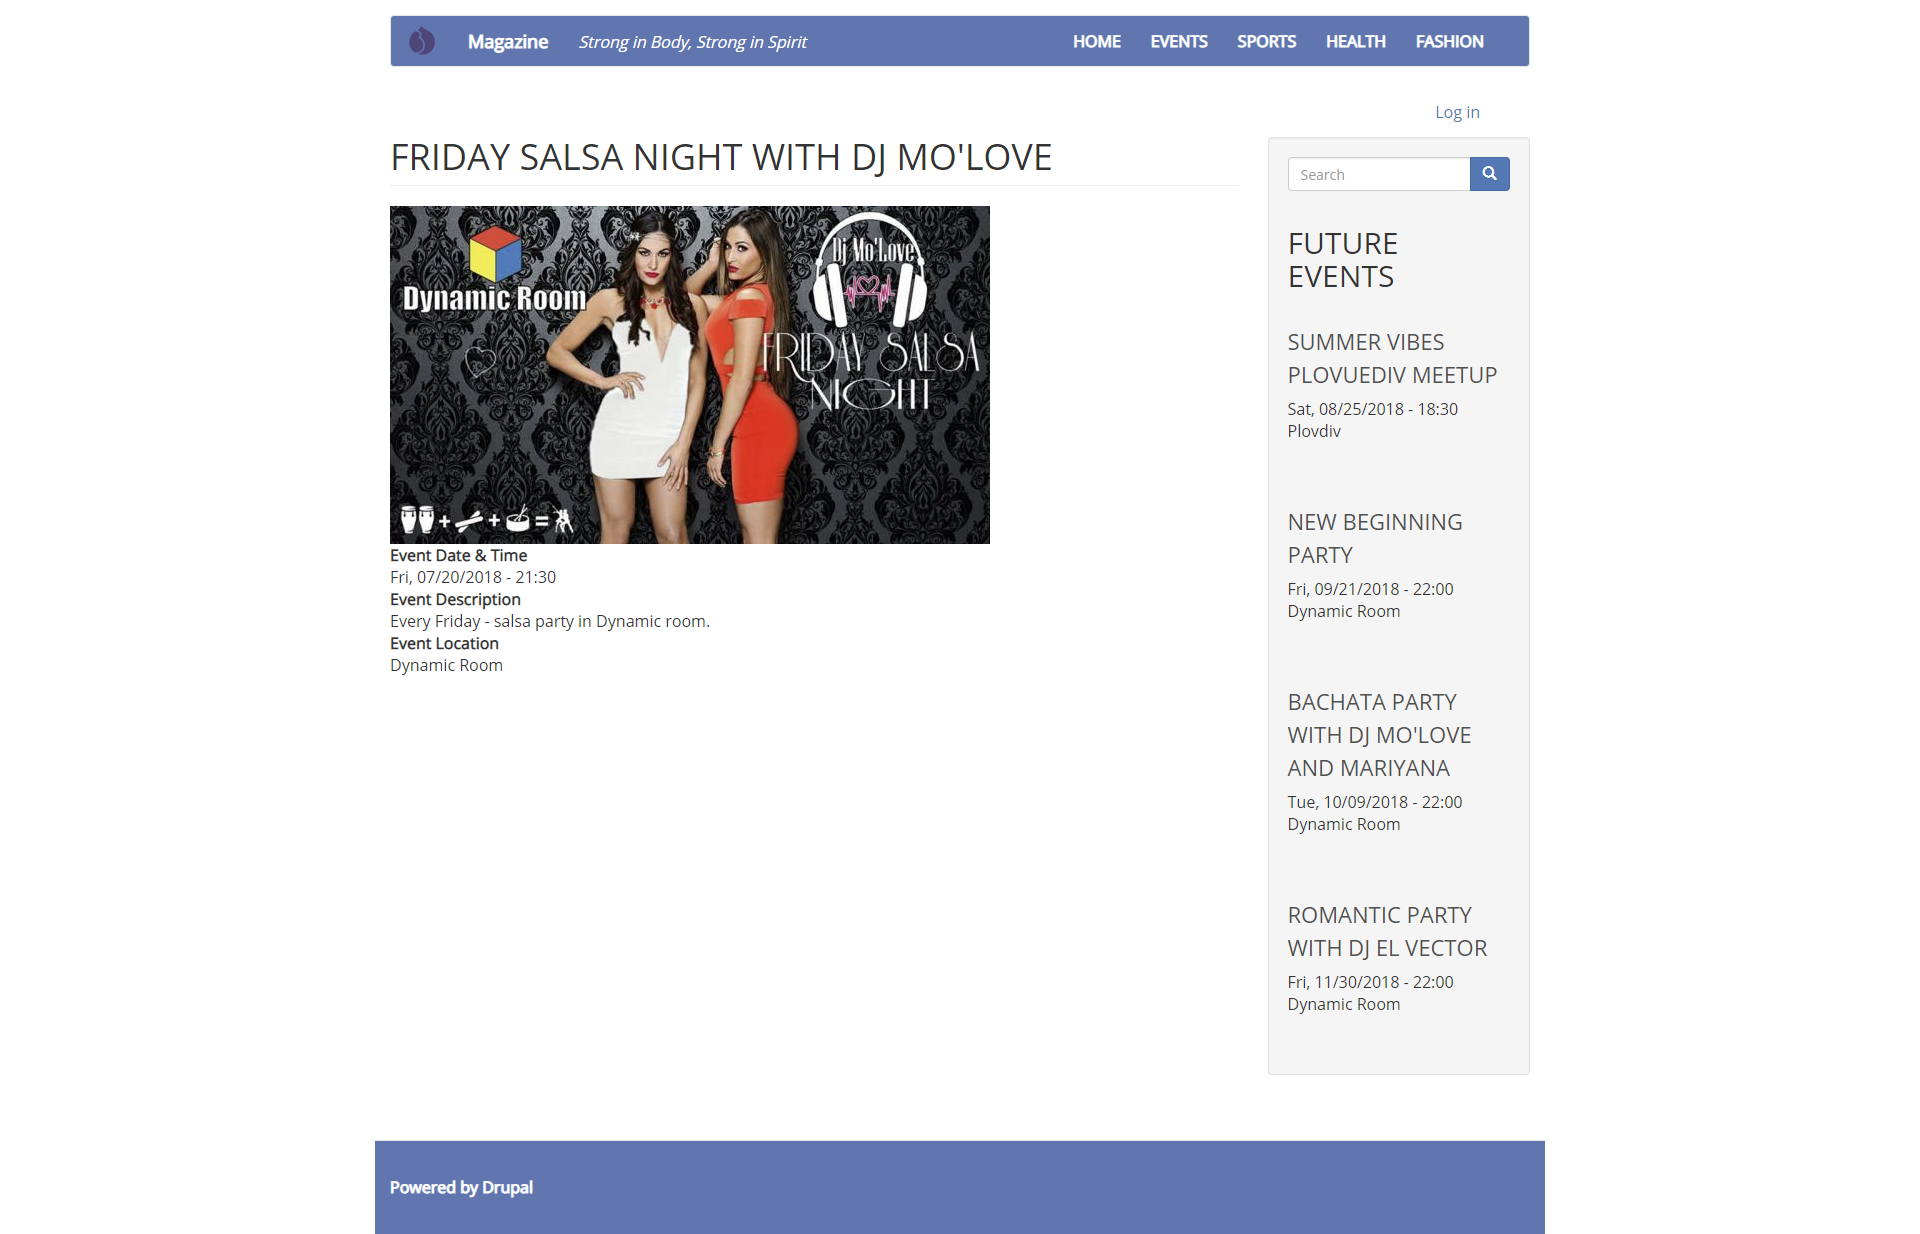 Magazine
Strong in Body, Strong in Spirit
HOME EVENTS SPORTS HEALTH FASHION
Log in
FRIDAY SALSA NIGHT WITH DJ MO'LOVE
Dynamic Room
Dj Mo'Love
FRIDAY SALSA
NIGHT
+ + =
Event Date & Time
Fri, 07/20/2018 - 21:30
Event Description
Every Friday - salsa party in Dynamic room.
Event Location
Dynamic Room
Search
FUTURE
EVENTS
SUMMER VIBES
PLOVUEDIV MEETUP
Sat, 08/25/2018 - 18:30
Plovdiv
NEW BEGINNING
PARTY
Fri, 09/21/2018 - 22:00
Dynamic Room
BACHATA PARTY
WITH DJ MO'LOVE
AND MARIYANA
Tue, 10/09/2018 - 22:00
Dynamic Room
ROMANTIC PARTY
WITH DJ EL VECTOR
Fri, 11/30/2018 - 22:00
Dynamic Room
Powered by Drupal